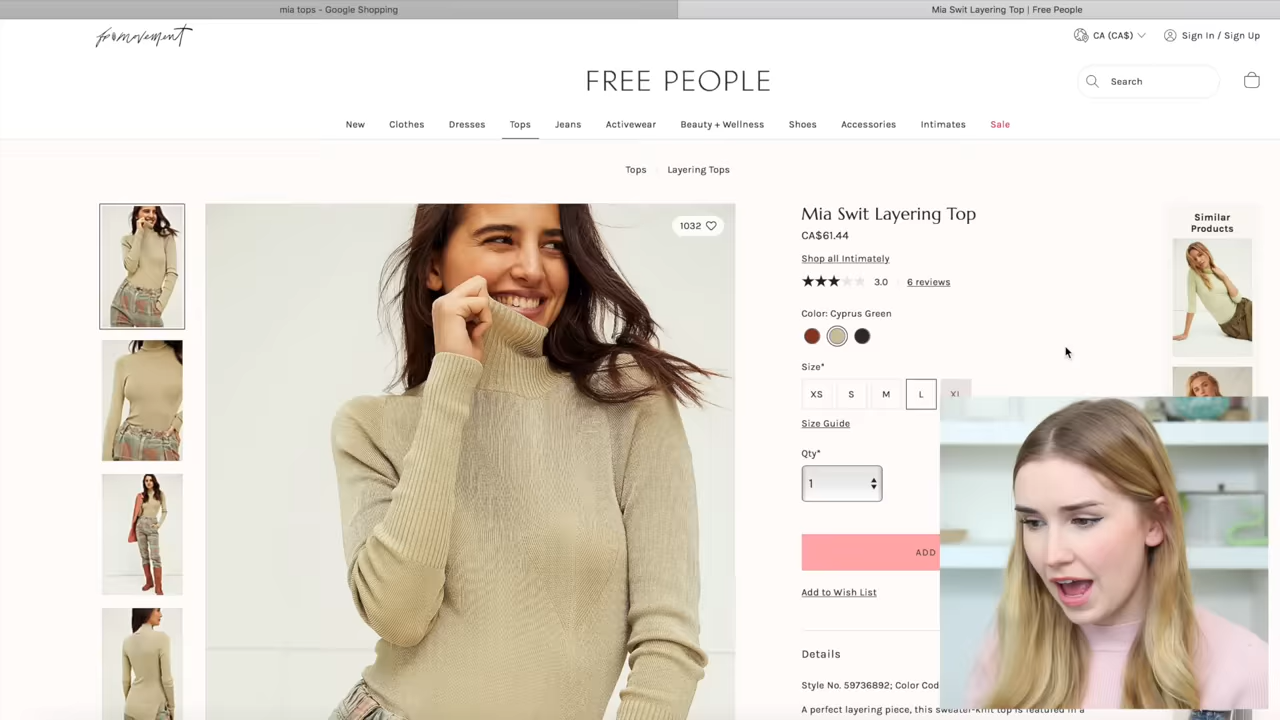 mia tops - Google Shopping
Mia Swit Layering Top | Free People
CA (CA$)
Sign In / Sign Up
FREE PEOPLE
Search
New
Clothes
Dresses
Tops
Jeans
Activewear
Beauty + Wellness
Shoes
Accessories
Intimates
Sale
Tops
Layering Tops
1032
Mia Swit Layering Top
CA$61.44
Shop all Intimately
3.0
6 reviews
Color: Cyprus Green
Size*
XS
S
M
L
XL
Size Guide
Qty*
1
ADD
Add to Wish List
Details
Style No. 59736892; Color Cod
A perfect layering piece, this sweater-knit top is featured in a
Similar
Products